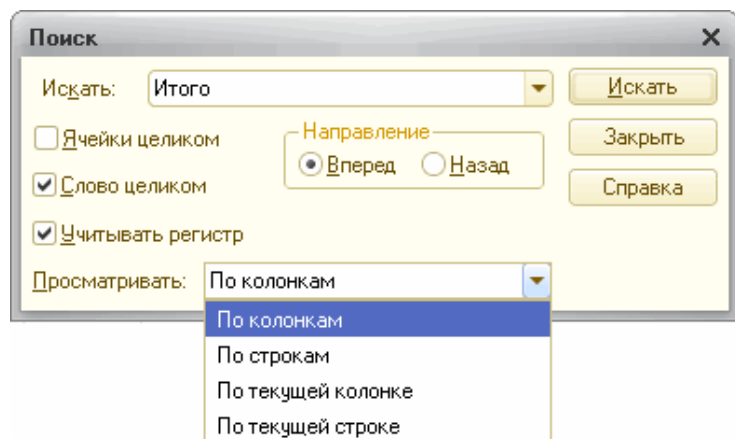 Поиск
Искать: Итого Искать
Ячейки целиком Направление Закрыть
Вперед Назад
Слово целиком Справка
Учитывать регистр
Просматривать: По колонкам
По колонкам
По строкам
По текущей колонке
По текущей строке